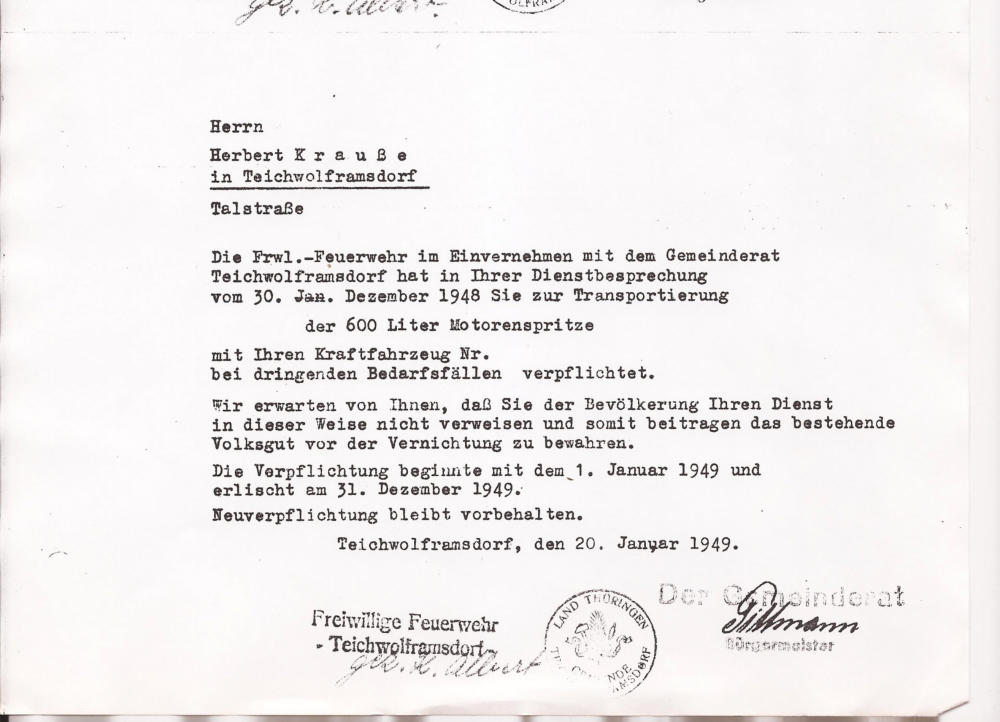 gez. K. Albert.
Herrn
Herbert K r a u ß e
in Teichwolframsdorf
Talstraße
Die Frwl.-Feuerwehr im Einvernehmen mit dem Gemeinderat
Teichwolframsdorf hat in Ihrer Dienstbesprechung
vom 30. Jan. Dezember 1948 Sie zur Transportierung
der 600 Liter Motorenspritze
mit Ihren Kraftfahrzeug Nr.
bei dringenden Bedarfsfällen verpflichtet.
Wir erwarten von Ihnen, daß Sie der Bevölkerung Ihren Dienst
in dieser Weise nicht verweisen und somit beitragen das bestehende
Volksgut vor der Vernichtung zu bewahren.
Die Verpflichtung beginnte mit dem 1. Januar 1949 und
erlischt am 31. Dezember 1949.
Neuverpflichtung bleibt vorbehalten.
Teichwolframsdorf, den 20. Januar 1949.
Freiwillige Feuerwehr
- Teichwolframsdorf-
gez. K. Albert
LAND THÜRINGEN
Der Gemeinderat
Tillmann
Bürgermeister